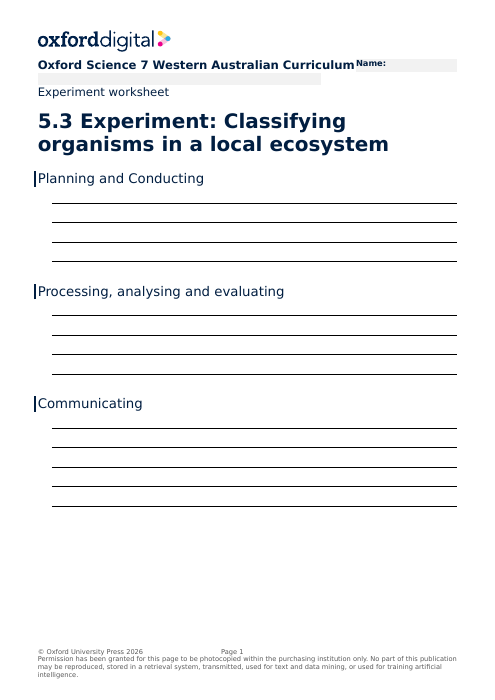 oxforddigital
Oxford Science 7 Western Australian Curriculum Name:
Experiment worksheet
5.3 Experiment: Classifying
organisms in a local ecosystem
Planning and Conducting
Processing, analysing and evaluating
Communicating
© Oxford University Press 2026 Page 1
Permission has been granted for this page to be photocopied within the purchasing institution only. No part of this publication
may be reproduced, stored in a retrieval system, transmitted, used for text and data mining, or used for training artificial
intelligence.